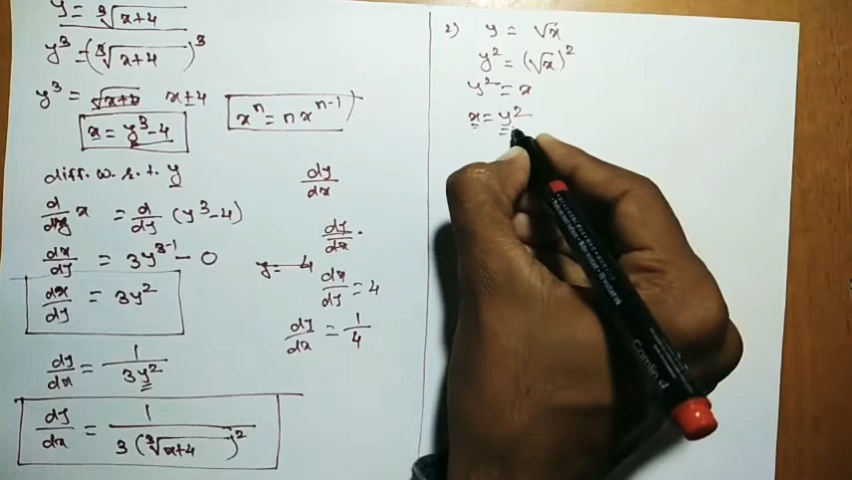 y = ∛x+4
y³ = (∛x+4)³
y³ = ∛x+4 x+4
x = y³-4
xⁿ = n xⁿ⁻¹
diff. w.r.t y
d/dy x = d/dy (y³-4)
dx/dy = 3y³⁻¹ - 0
dx/dy = 3y²
dy/dx = 1/3y²
dy/dx = 1/3(∛x+4)²
dy/dx
dy/dx .
y = 4
dx/dy = 4
dy/dx = 1/4
2) y = √x
y² = (√x)²
y² = x
x = y²